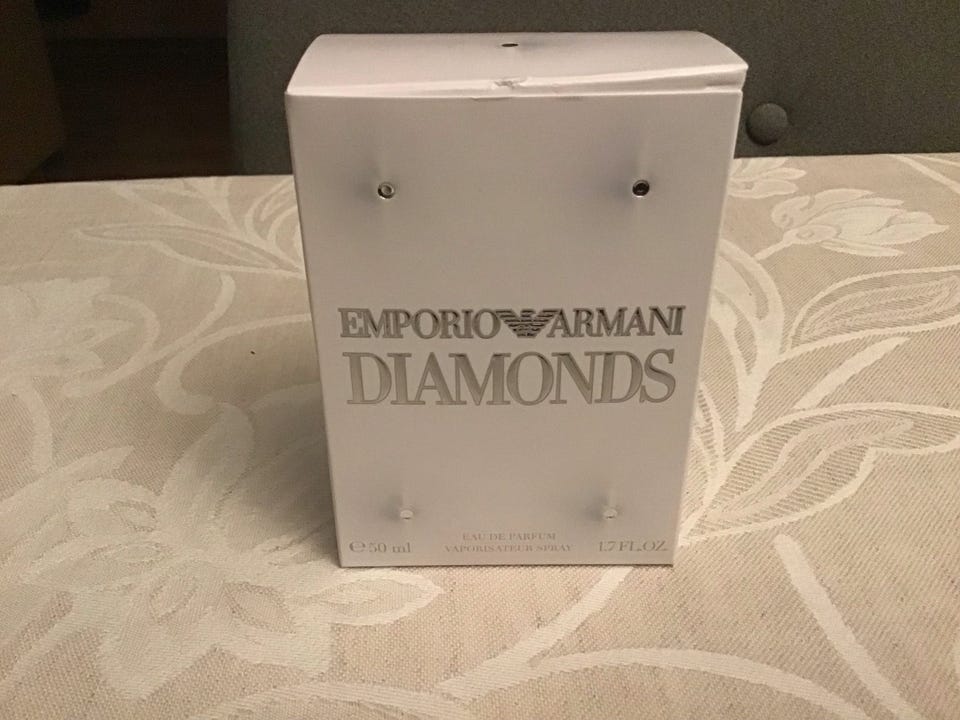 EMPORIO ARMANI
DIAMONDS
EAU DE PARFUM
℮50 ml VAPORISATEUR SPRAY 1.7 FL.OZ.